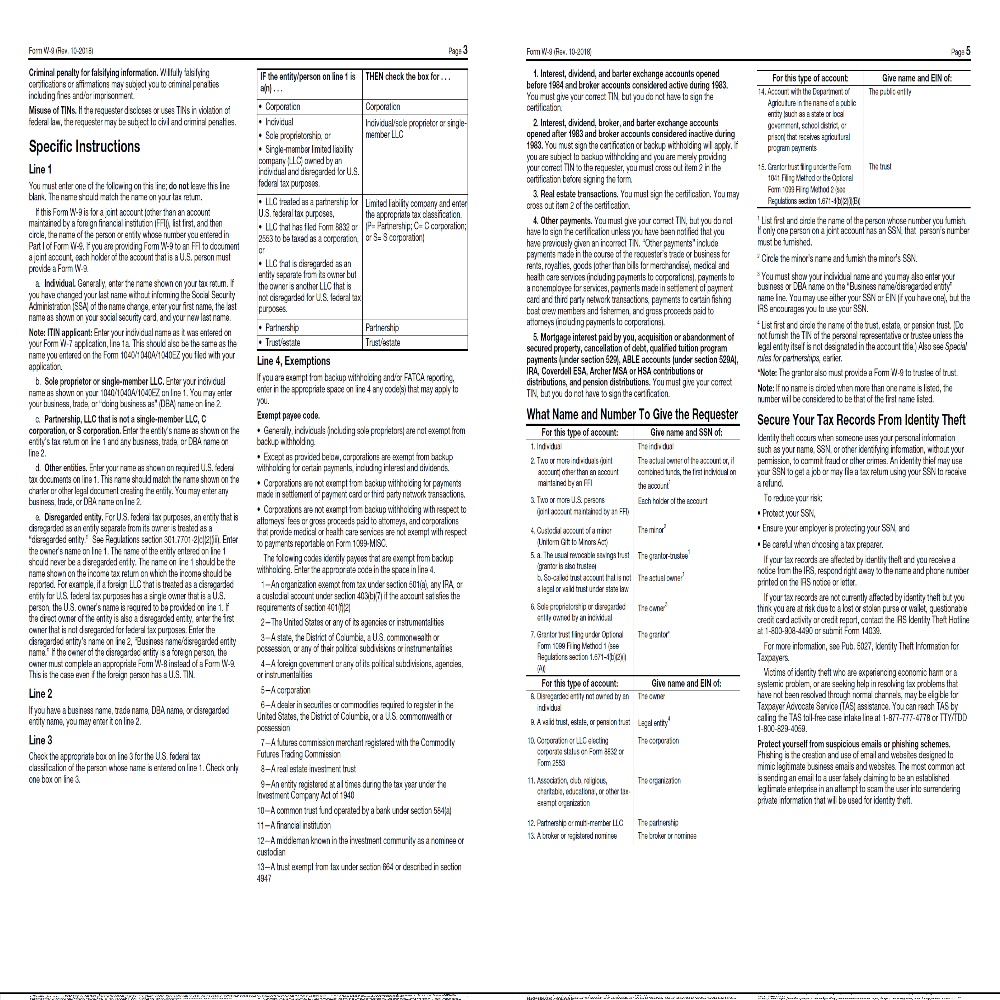 Form W-9 (Rev. 10-2018)
Page 3
Criminal penalty for falsifying information. Willfully falsifying
certifications or affirmations may subject you to criminal penalties
including fines and/or imprisonment.
Misuse of TINs. If the requester discloses or uses TINs in violation of
federal law, the requester may be subject to civil and criminal penalties.
Specific Instructions
Line 1
You must enter one of the following on this line; do not leave this line
blank. The name should match the name on your tax return.
If this Form W-9 is for a joint account (other than an account
maintained by a foreign financial institution (FFI)), list first, and then
circle, the name of the person or entity whose number you entered in
Part I of Form W-9. If you are providing Form W-9 to an FFI to document
a joint account, each holder of the account that is a U.S. person must
provide a Form W-9.
a. Individual. Generally, enter the name shown on your tax return. If
you have changed your last name without informing the Social Security
Administration (SSA) of the name change, enter your first name, the last
name as shown on your social security card, and your new last name.
Note: ITIN applicant: Enter your individual name as it was entered on
your Form W-7 application, line 1a. This should also be the same as the
name you entered on the Form 1040/1040A/1040EZ you filed with your
application.
b. Sole proprietor or single-member LLC. Enter your individual
name as shown on your 1040/1040A/1040EZ on line 1. You may enter
your business, trade, or "doing business as" (DBA) name on line 2.
c. Partnership, LLC that is not a single-member LLC, C
corporation, or S corporation. Enter the entity's name as shown on the
entity's tax return on line 1 and any business, trade, or DBA name on
line 2.
d. Other entities. Enter your name as shown on required U.S. federal
tax documents on line 1. This name should match the name shown on the
charter or other legal document creating the entity. You may enter any
business, trade, or DBA name on line 2.
e. Disregarded entity. For U.S. federal tax purposes, an entity that is
disregarded as an entity separate from its owner is treated as a
"disregarded entity." See Regulations section 301.7701-2(c)(2)(iii). Enter
the owner's name on line 1. The name of the entity entered on line 1
should never be a disregarded entity. The name on line 1 should be the
name shown on the income tax return on which the income should be
reported. For example, if a foreign LLC that is treated as a disregarded
entity for U.S. federal tax purposes has a single owner that is a U.S.
person, the U.S. owner's name is required to be provided on line 1. If
the direct owner of the entity is also a disregarded entity, enter the first
owner that is not disregarded for federal tax purposes. Enter the
disregarded entity's name on line 2, "Business name/disregarded entity
name." If the owner of the disregarded entity is a foreign person, the
owner must complete an appropriate Form W-8 instead of a Form W-9.
This is the case even if the foreign person has a U.S. TIN.
Line 2
If you have a business name, trade name, DBA name, or disregarded
entity name, you may enter it on line 2.
Line 3
Check the appropriate box on line 3 for the U.S. federal tax
classification of the person whose name is entered on line 1. Check only
one box on line 3.
IF the entity/person on line 1 is
a(n) . . .
THEN check the box for . . .
• Corporation
Corporation
• Individual
• Sole proprietorship, or
• Single-member limited liability
company (LLC) owned by an
individual and disregarded for U.S.
federal tax purposes.
Individual/sole proprietor or single-
member LLC
• LLC treated as a partnership for
U.S. federal tax purposes,
• LLC that has filed Form 8832 or
2553 to be taxed as a corporation,
or
• LLC that is disregarded as an
entity separate from its owner but
the owner is another LLC that is
not disregarded for U.S. federal tax
purposes.
Limited liability company and enter
the appropriate tax classification.
(P= Partnership; C= C corporation;
or S= S corporation)
• Partnership
Partnership
• Trust/estate
Trust/estate
Line 4, Exemptions
If you are exempt from backup withholding and/or FATCA reporting,
enter in the appropriate space on line 4 any code(s) that may apply to
you.
Exempt payee code.
• Generally, individuals (including sole proprietors) are not exempt from
backup withholding.
• Except as provided below, corporations are exempt from backup
withholding for certain payments, including interest and dividends.
• Corporations are not exempt from backup withholding for payments
made in settlement of payment card or third party network transactions.
• Corporations are not exempt from backup withholding with respect to
attorneys' fees or gross proceeds paid to attorneys, and corporations
that provide medical or health care services are not exempt with respect
to payments reportable on Form 1099-MISC.
The following codes identify payees that are exempt from backup
withholding. Enter the appropriate code in the space in line 4.
1—An organization exempt from tax under section 501(a), any IRA, or
a custodial account under section 403(b)(7) if the account satisfies the
requirements of section 401(f)(2)
2—The United States or any of its agencies or instrumentalities
3—A state, the District of Columbia, a U.S. commonwealth or
possession, or any of their political subdivisions or instrumentalities
4—A foreign government or any of its political subdivisions, agencies,
or instrumentalities
5—A corporation
6—A dealer in securities or commodities required to register in the
United States, the District of Columbia, or a U.S. commonwealth or
possession
7—A futures commission merchant registered with the Commodity
Futures Trading Commission
8—A real estate investment trust
9—An entity registered at all times during the tax year under the
Investment Company Act of 1940
10—A common trust fund operated by a bank under section 584(a)
11—A financial institution
12—A middleman known in the investment community as a nominee or
custodian
13—A trust exempt from tax under section 664 or described in section
4947
Form W-9 (Rev. 10-2018)
Page 5
1. Interest, dividend, and barter exchange accounts opened
before 1984 and broker accounts considered active during 1983.
You must give your correct TIN, but you do not have to sign the
certification.
2. Interest, dividend, broker, and barter exchange accounts
opened after 1983 and broker accounts considered inactive during
1983. You must sign the certification or backup withholding will apply. If
you are subject to backup withholding and you are merely providing
your correct TIN to the requester, you must cross out item 2 in the
certification before signing the form.
3. Real estate transactions. You must sign the certification. You may
cross out item 2 of the certification.
4. Other payments. You must give your correct TIN, but you do not
have to sign the certification unless you have been notified that you
have previously given an incorrect TIN. "Other payments" include
payments made in the course of the requester's trade or business for
rents, royalties, goods (other than bills for merchandise), medical and
health care services (including payments to corporations), payments to
a nonemployee for services, payments made in settlement of payment
card and third party network transactions, payments to certain fishing
boat crew members and fishermen, and gross proceeds paid to
attorneys (including payments to corporations).
5. Mortgage interest paid by you, acquisition or abandonment of
secured property, cancellation of debt, qualified tuition program
payments (under section 529), ABLE accounts (under section 529A),
IRA, Coverdell ESA, Archer MSA or HSA contributions or
distributions, and pension distributions. You must give your correct
TIN, but you do not have to sign the certification.
What Name and Number To Give the Requester
For this type of account:
Give name and SSN of:
1. Individual
The individual
2. Two or more individuals (joint
account) other than an account
maintained by an FFI
The actual owner of the account or, if
combined funds, the first individual on
the account¹
3. Two or more U.S. persons
(joint account maintained by an FFI)
Each holder of the account
4. Custodial account of a minor
(Uniform Gift to Minors Act)
The minor²
5. a. The usual revocable savings trust
(grantor is also trustee)
The grantor-trustee¹
b. So-called trust account that is not
a legal or valid trust under state law
The actual owner¹
6. Sole proprietorship or disregarded
entity owned by an individual
The owner³
7. Grantor trust filing under Optional
Form 1099 Filing Method 1 (see
Regulations section 1.671-4(b)(2)(i)
(A))
The grantor*
For this type of account:
Give name and EIN of:
8. Disregarded entity not owned by an
individual
The owner
9. A valid trust, estate, or pension trust
Legal entity⁴
10. Corporation or LLC electing
corporate status on Form 8832 or
Form 2553
The corporation
11. Association, club, religious,
charitable, educational, or other tax-
exempt organization
The organization
12. Partnership or multi-member LLC
The partnership
13. A broker or registered nominee
The broker or nominee
For this type of account:
Give name and EIN of:
14. Account with the Department of
Agriculture in the name of a public
entity (such as a state or local
government, school district, or
prison) that receives agricultural
program payments
The public entity
15. Grantor trust filing under the Form
1041 Filing Method or the Optional
Form 1099 Filing Method 2 (see
Regulations section 1.671-4(b)(2)(i)(B))
The trust
¹ List first and circle the name of the person whose number you furnish.
If only one person on a joint account has an SSN, that person's number
must be furnished.
² Circle the minor's name and furnish the minor's SSN.
³ You must show your individual name and you may also enter your
business or DBA name on the "Business name/disregarded entity"
name line. You may use either your SSN or EIN (if you have one), but the
IRS encourages you to use your SSN.
⁴ List first and circle the name of the trust, estate, or pension trust. (Do
not furnish the TIN of the personal representative or trustee unless the
legal entity itself is not designated in the account title.) Also see Special
rules for partnerships, earlier.
*Note: The grantor also must provide a Form W-9 to trustee of trust.
Note: If no name is circled when more than one name is listed, the
number will be considered to be that of the first name listed.
Secure Your Tax Records From Identity Theft
Identity theft occurs when someone uses your personal information
such as your name, SSN, or other identifying information, without your
permission, to commit fraud or other crimes. An identity thief may use
your SSN to get a job or may file a tax return using your SSN to receive
a refund.
To reduce your risk:
• Protect your SSN,
• Ensure your employer is protecting your SSN, and
• Be careful when choosing a tax preparer.
If your tax records are affected by identity theft and you receive a
notice from the IRS, respond right away to the name and phone number
printed on the IRS notice or letter.
If your tax records are not currently affected by identity theft but you
think you are at risk due to a lost or stolen purse or wallet, questionable
credit card activity or credit report, contact the IRS Identity Theft Hotline
at 1-800-908-4490 or submit Form 14039.
For more information, see Pub. 5027, Identity Theft Information for
Taxpayers.
Victims of identity theft who are experiencing economic harm or a
systemic problem, or are seeking help in resolving tax problems that
have not been resolved through normal channels, may be eligible for
Taxpayer Advocate Service (TAS) assistance. You can reach TAS by
calling the TAS toll-free case intake line at 1-877-777-4778 or TTY/TDD
1-800-829-4059.
Protect yourself from suspicious emails or phishing schemes.
Phishing is the creation and use of email and websites designed to
mimic legitimate business emails and websites. The most common act
is sending an email to a user falsely claiming to be an established
legitimate enterprise in an attempt to scam the user into surrendering
private information that will be used for identity theft.